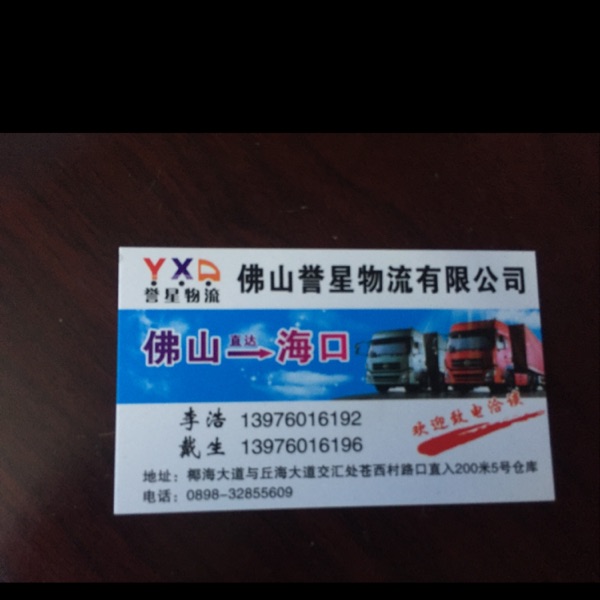 YXD
誉星物流
佛山誉星物流有限公司
佛山 直达 海口
李浩 13976016192
戴生 13976016196
欢迎致电洽谈
地址：椰海大道与丘海大道交汇处苍西村路口直入200米5号仓库
电话：0898-32855609